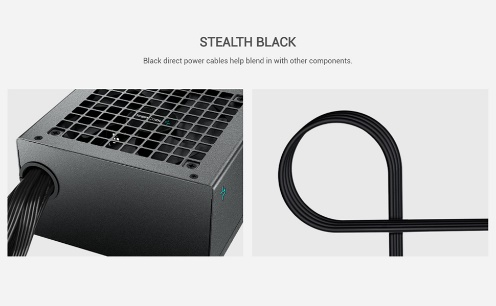 STEALTH BLACK
Black direct power cables help blend in with other components.